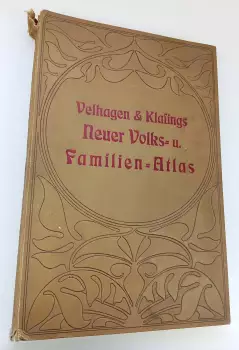 Velhagen & Klasings
Neuer Volks- u.
Familien-Atlas